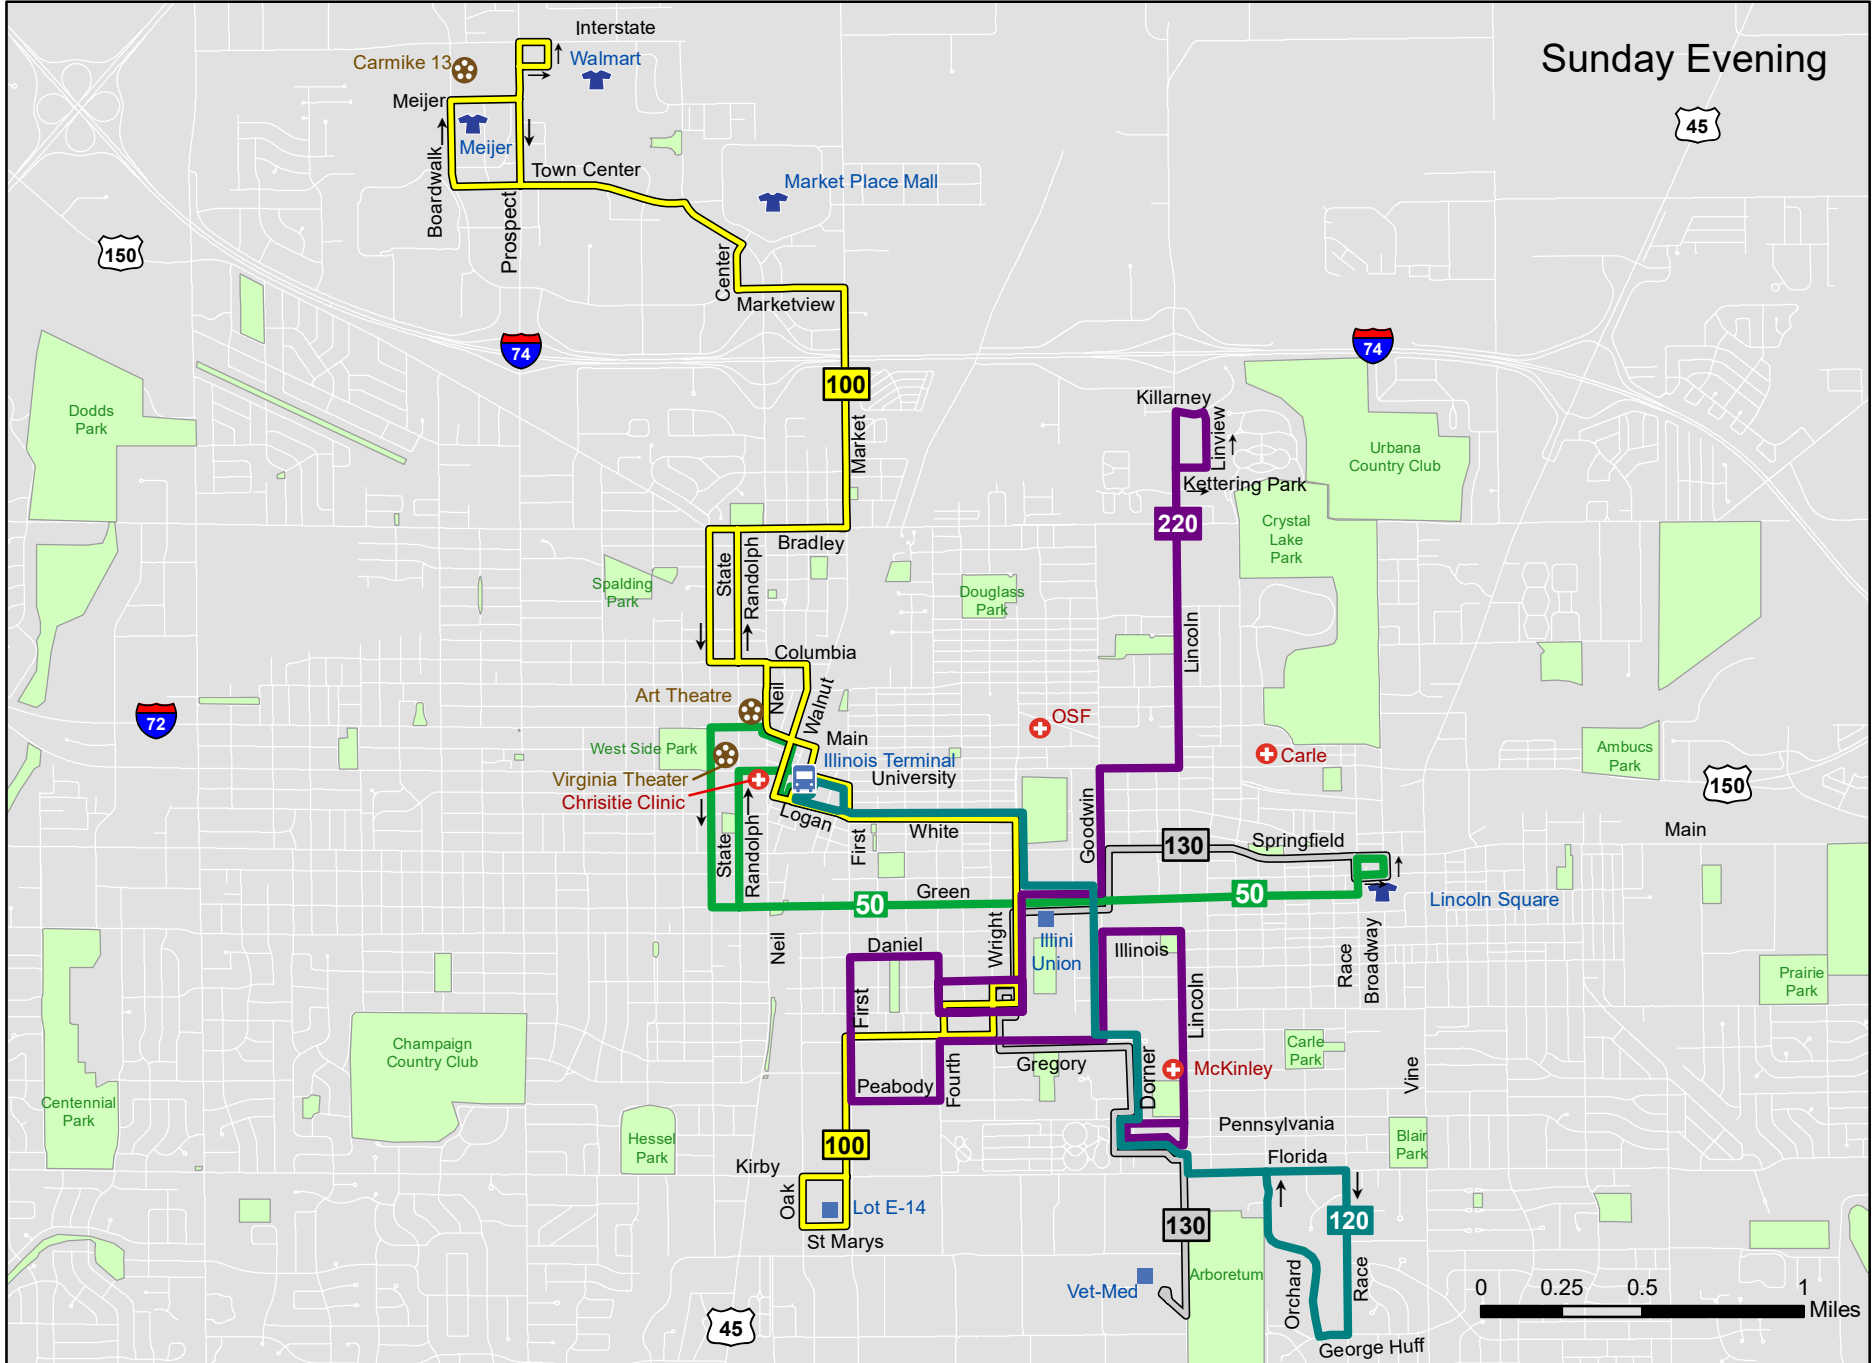 Interstate
Sunday Evening
Carmike 13
Walmart
Meijer
45
Meijer
Boardwalk
Town Center
Market Place Mall
Prospect
150
Center
Marketview
74
74
100
Killarney
Dodds
Park
Market
Linview
Urbana
Country Club
Kettering Park
220
Crystal
Lake
Park
Bradley
State
Randolph
Spalding
Park
Douglass
Park
Lincoln
Columbia
Art Theatre
Neil
Walnut
72
OSF
Main
West Side Park
Illinois Terminal
Carle
Ambucs
Park
Virginia Theater
University
150
Chrisitie Clinic
Logan
White
Goodwin
Springfield
130
Main
First
State
Randolph
Green
50
50
Lincoln Square
Wright
Daniel
Neil
Illini
Union
Illinois
Race
Broadway
Prairie
Park
First
Lincoln
Champaign
Country Club
Carle
Park
Gregory
Dorner
McKinley
Vine
Peabody
Fourth
Centennial
Park
Hessel
Park
100
Pennsylvania
Blair
Park
Kirby
Florida
Oak
Lot E-14
130
120
St Marys
Arboretum
Orchard
Race
Vet-Med
0 0.25 0.5 1
Miles
45
George Huff